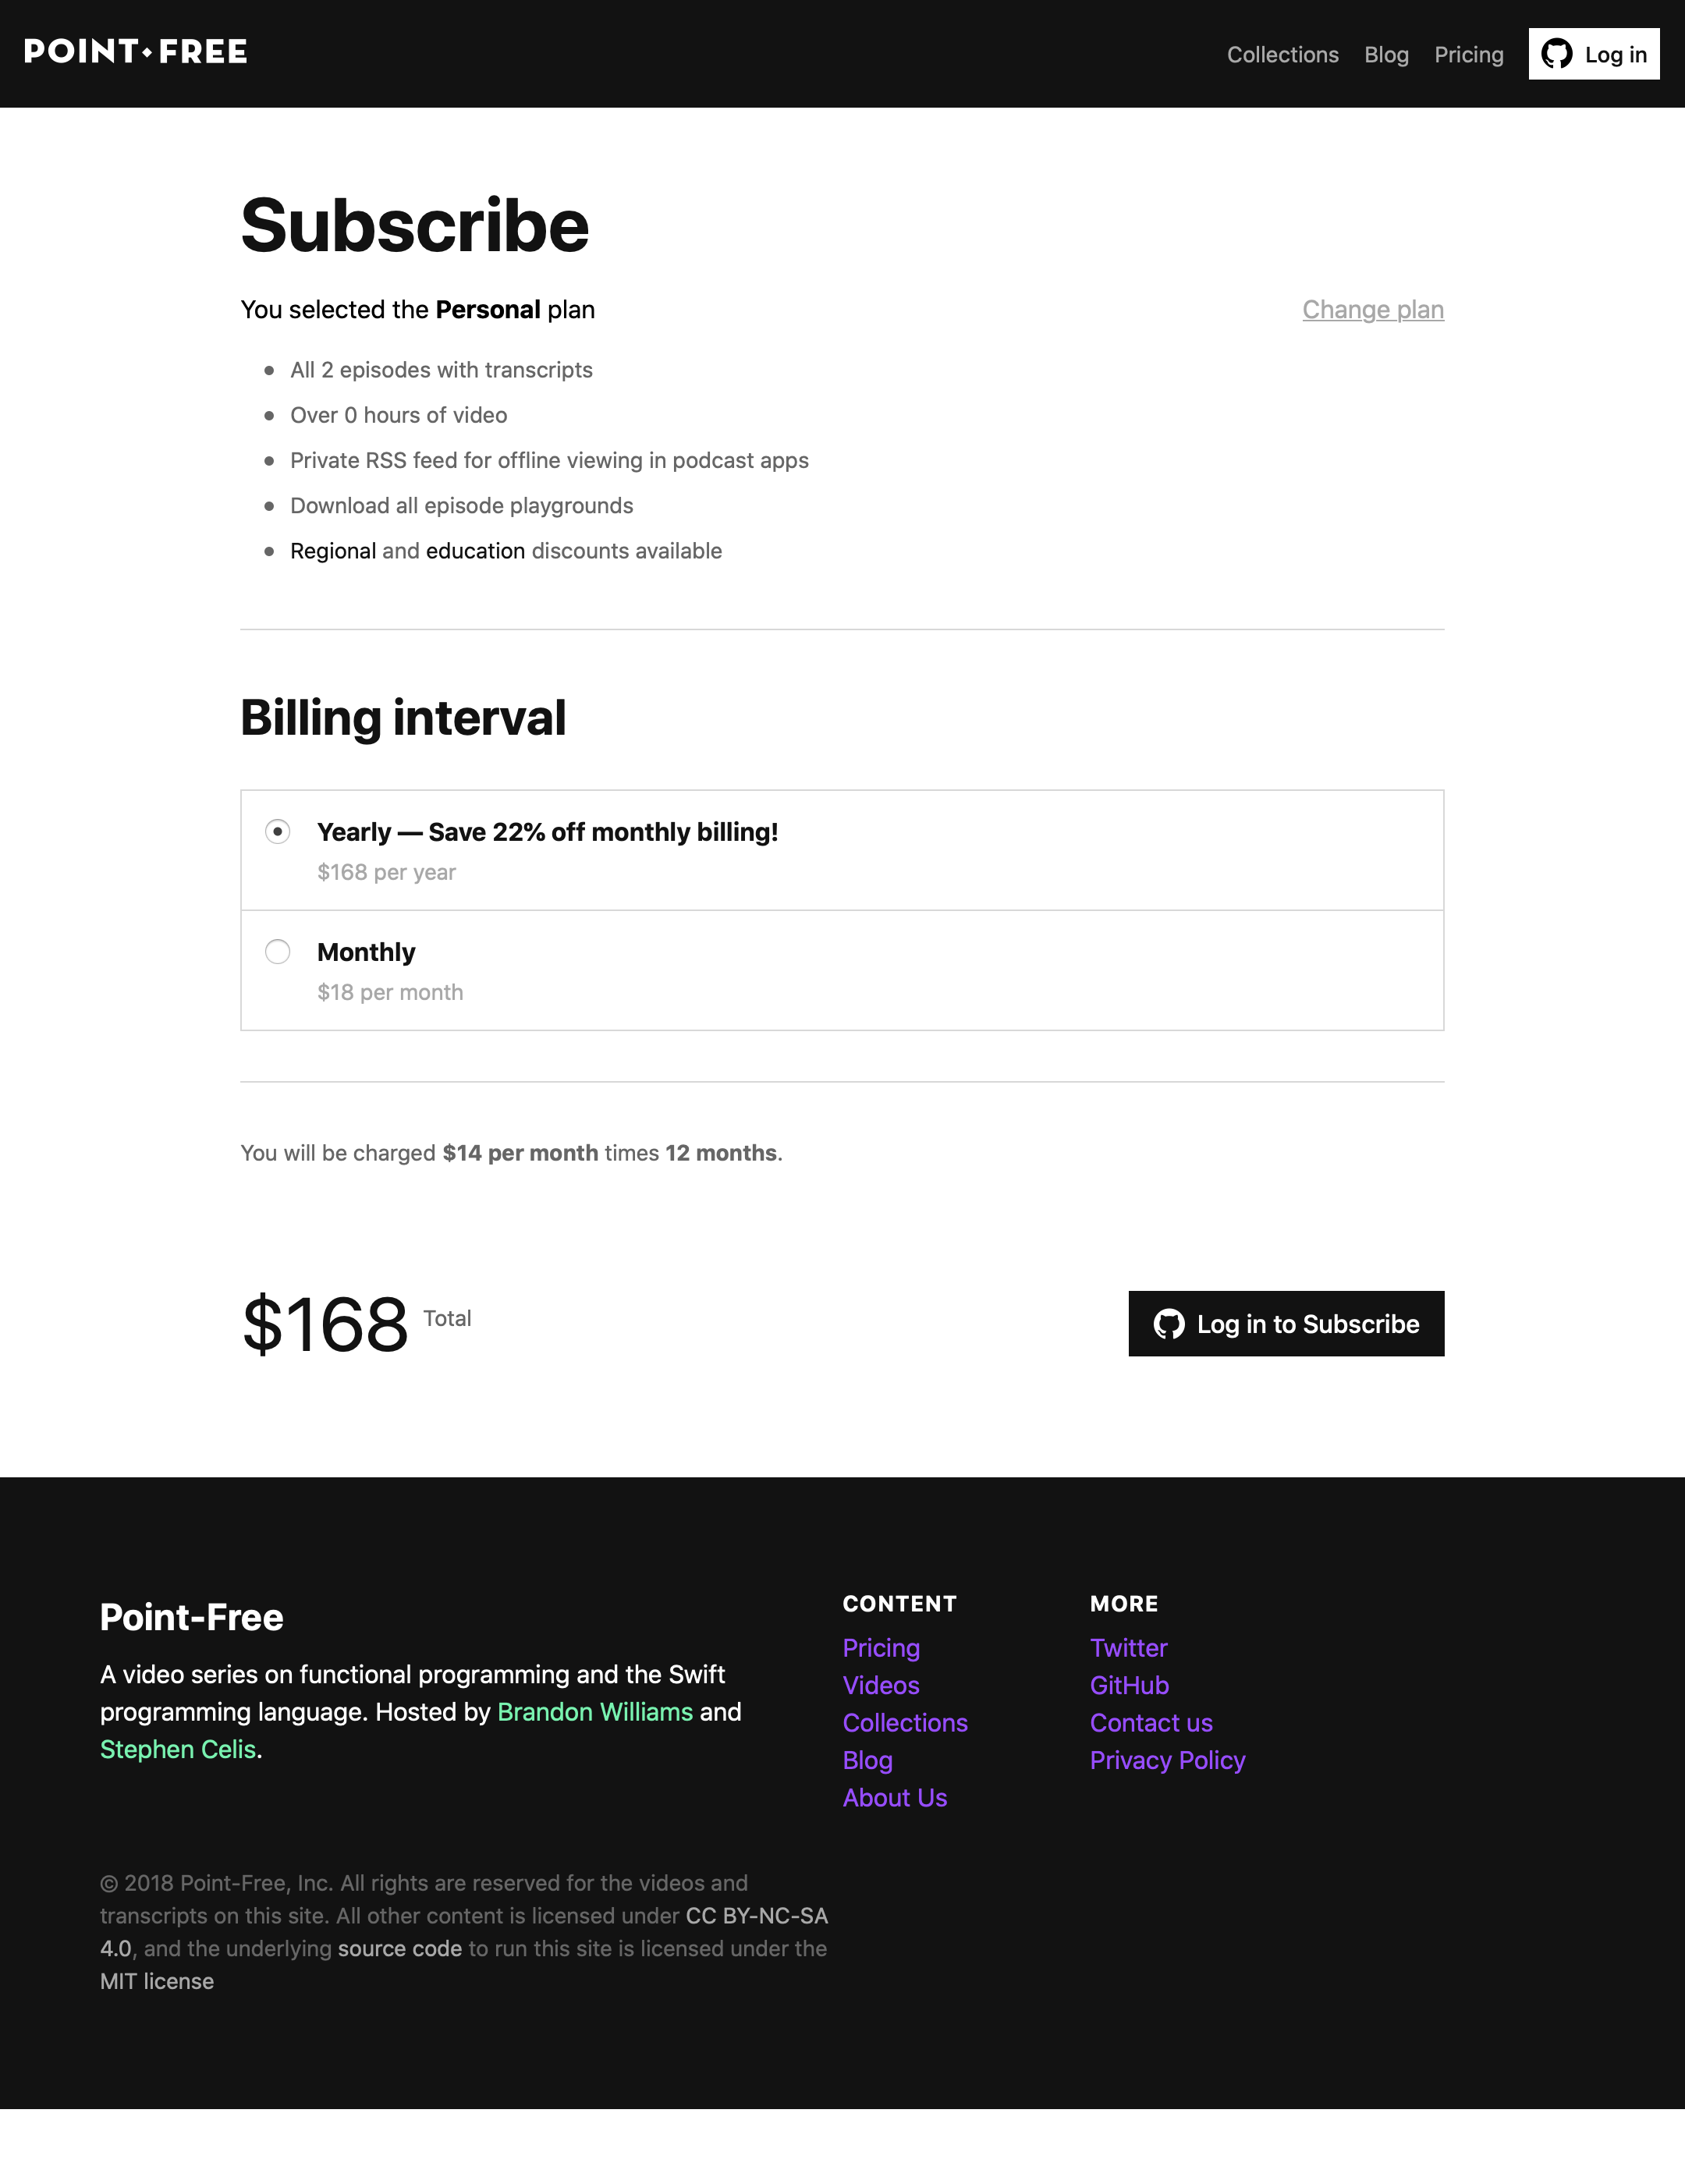 POINT•FREE
Collections Blog Pricing Log in
Subscribe
You selected the Personal plan
Change plan
• All 2 episodes with transcripts
• Over 0 hours of video
• Private RSS feed for offline viewing in podcast apps
• Download all episode playgrounds
• Regional and education discounts available
Billing interval
Yearly — Save 22% off monthly billing!
$168 per year
Monthly
$18 per month
You will be charged $14 per month times 12 months.
$168 Total
Log in to Subscribe
Point-Free
A video series on functional programming and the Swift
programming language. Hosted by Brandon Williams and
Stephen Celis.
CONTENT
Pricing
Videos
Collections
Blog
About Us
MORE
Twitter
GitHub
Contact us
Privacy Policy
© 2018 Point-Free, Inc. All rights are reserved for the videos and
transcripts on this site. All other content is licensed under CC BY-NC-SA
4.0, and the underlying source code to run this site is licensed under the
MIT license